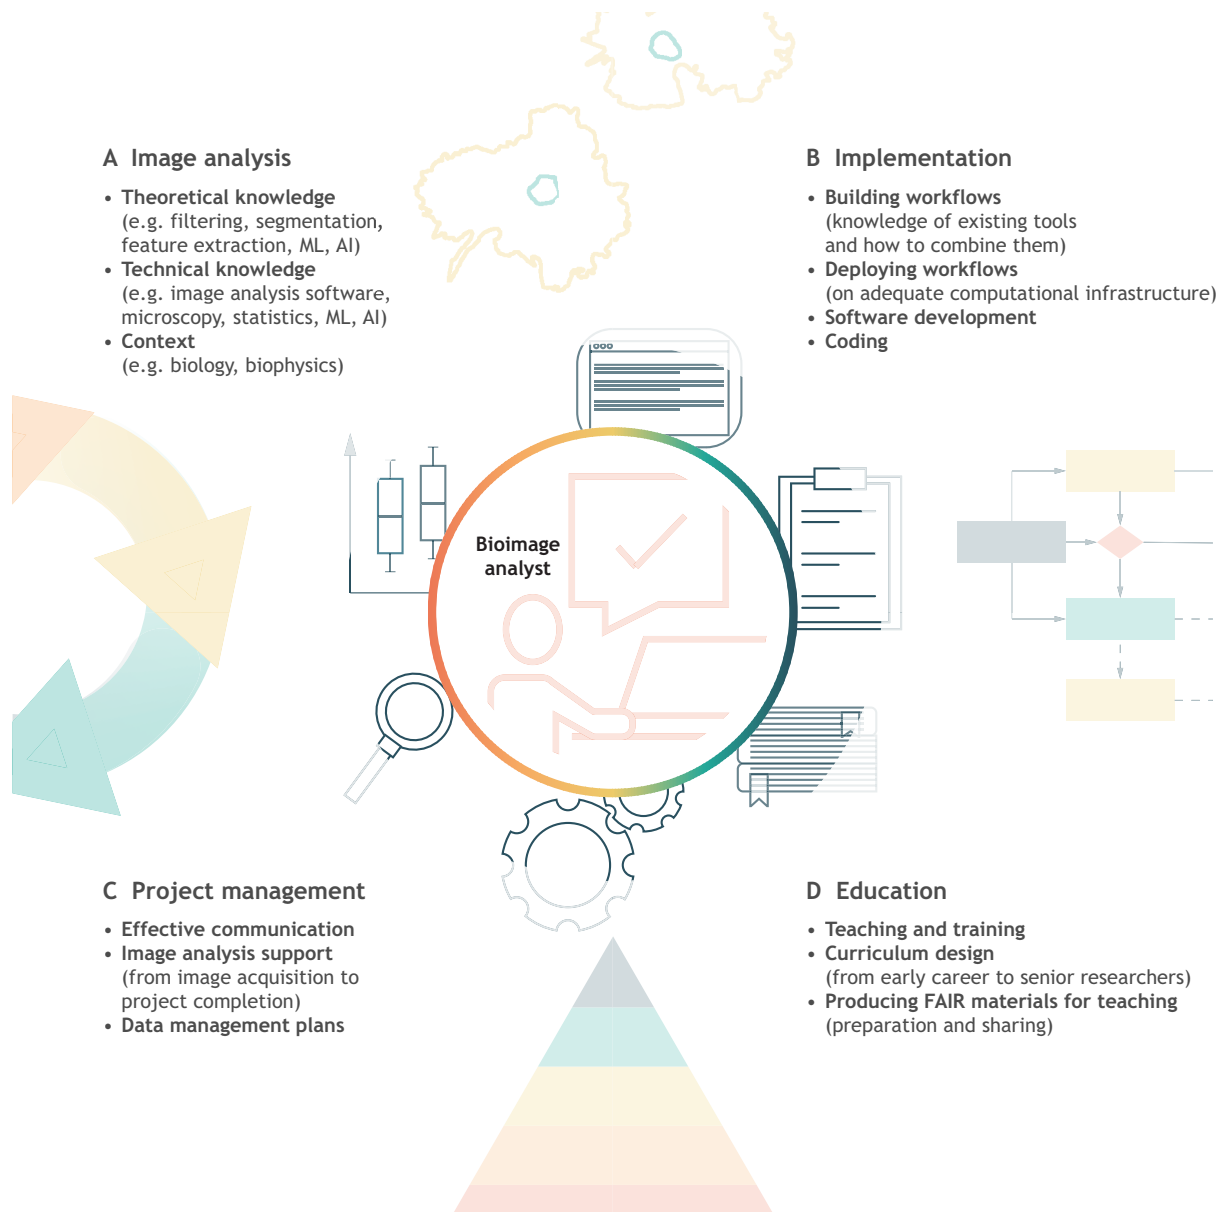 A Image analysis
• Theoretical knowledge
(e.g. filtering, segmentation,
feature extraction, ML, AI)
• Technical knowledge
(e.g. image analysis software,
microscopy, statistics, ML, AI)
• Context
(e.g. biology, biophysics)
B Implementation
• Building workflows
(knowledge of existing tools
and how to combine them)
• Deploying workflows
(on adequate computational infrastructure)
• Software development
• Coding
Bioimage
analyst
C Project management
• Effective communication
• Image analysis support
(from image acquisition to
project completion)
• Data management plans
D Education
• Teaching and training
• Curriculum design
(from early career to senior researchers)
• Producing FAIR materials for teaching
(preparation and sharing)